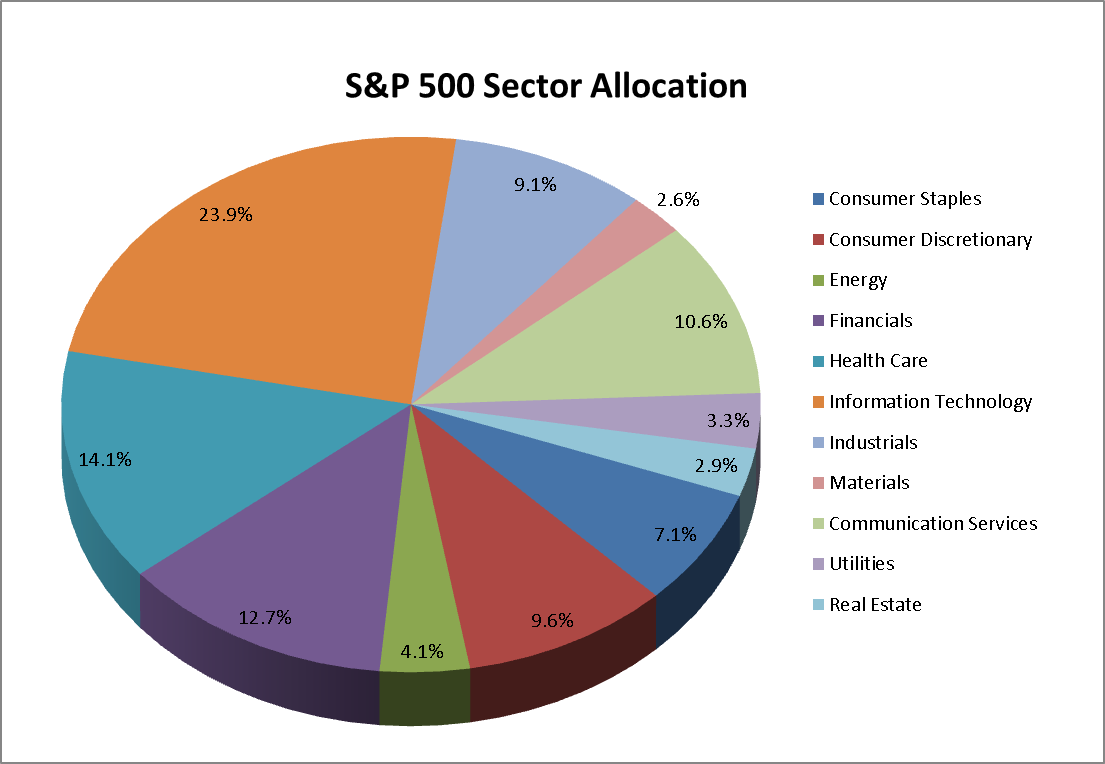 S&P 500 Sector Allocation
9.1%
2.6%
23.9%
10.6%
3.3%
14.1%
2.9%
7.1%
12.7%
9.6%
4.1%
Consumer Staples
Consumer Discretionary
Energy
Financials
Health Care
Information Technology
Industrials
Materials
Communication Services
Utilities
Real Estate